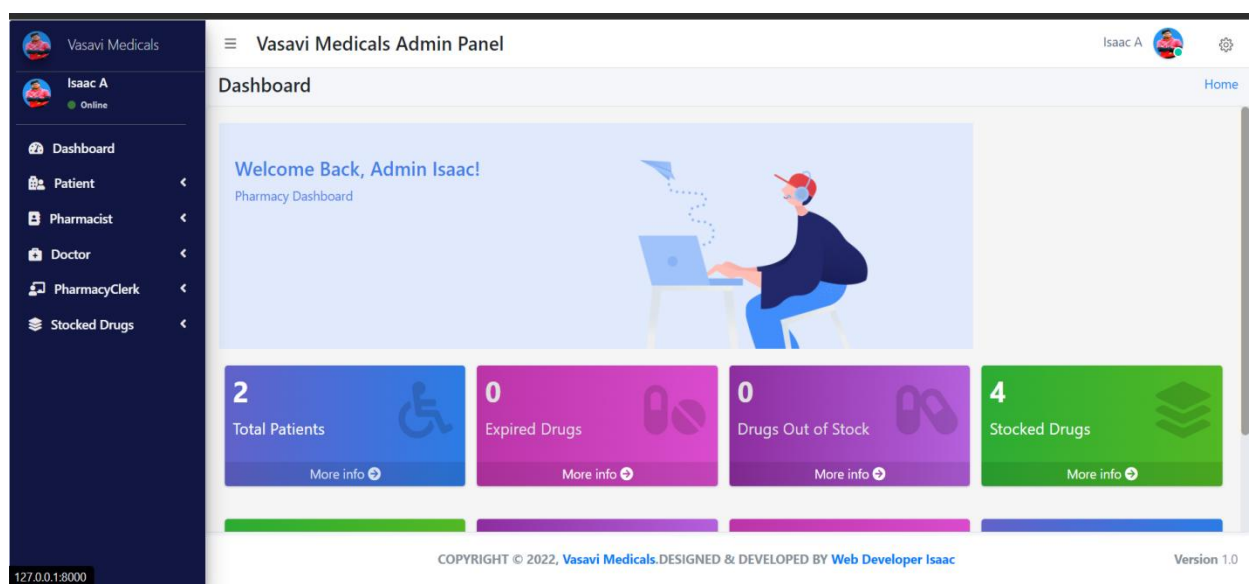 Vasavi Medicals
Isaac A
Online
Dashboard
Patient
Pharmacist
Doctor
PharmacyClerk
Stocked Drugs
127.0.0.1:8000
Vasavi Medicals Admin Panel
Isaac A
Dashboard
Home
Welcome Back, Admin Isaac!
Pharmacy Dashboard
2
Total Patients
More info
0
Expired Drugs
More info
0
Drugs Out of Stock
More info
4
Stocked Drugs
More info
COPYRIGHT © 2022, Vasavi Medicals.DESIGNED & DEVELOPED BY Web Developer Isaac
Version 1.0